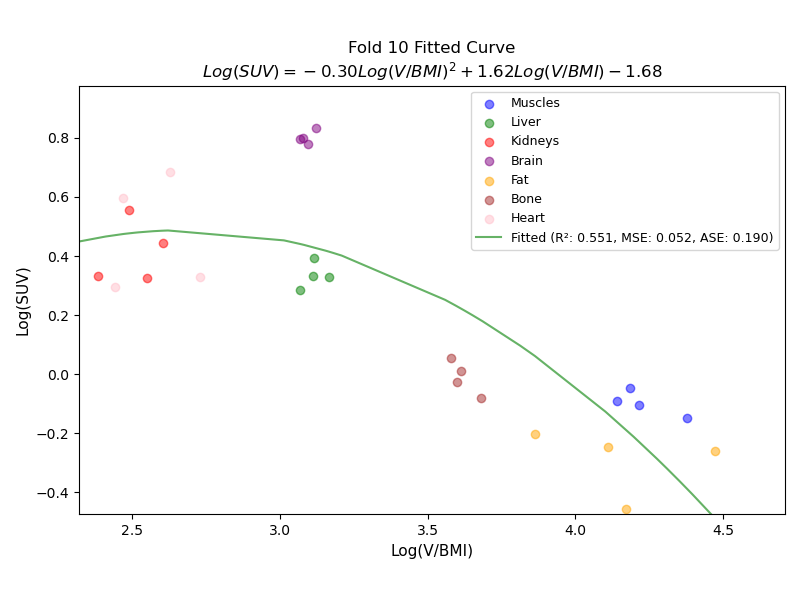 Fold 10 Fitted Curve
Log(SUV) = −0.30Log(V/BMI)² + 1.62Log(V/BMI) − 1.68
Muscles
Liver
Kidneys
Brain
Fat
Bone
Heart
Fitted (R²: 0.551, MSE: 0.052, ASE: 0.190)
Log(SUV)
0.8
0.6
0.4
0.2
0.0
−0.2
−0.4
2.5 3.0 3.5 4.0 4.5
Log(V/BMI)